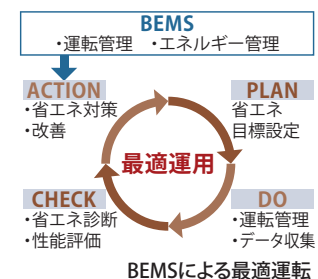 BEMS
・運転管理 ・エネルギー管理
ACTION
・省エネ対策
・改善
PLAN
省エネ
目標設定
最適運用
CHECK
・省エネ診断
・性能評価
DO
・運転管理
・データ収集
BEMSによる最適運転